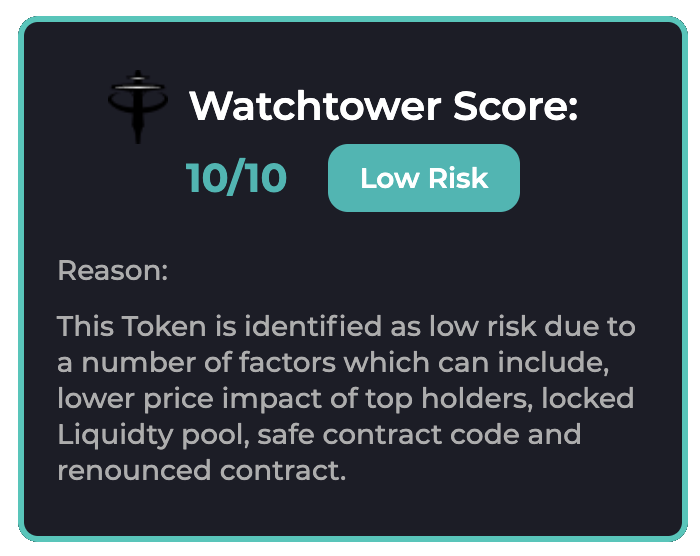 Watchtower Score:
10/10 Low Risk
Reason:
This Token is identified as low risk due to
a number of factors which can include,
lower price impact of top holders, locked
Liquidty pool, safe contract code and
renounced contract.